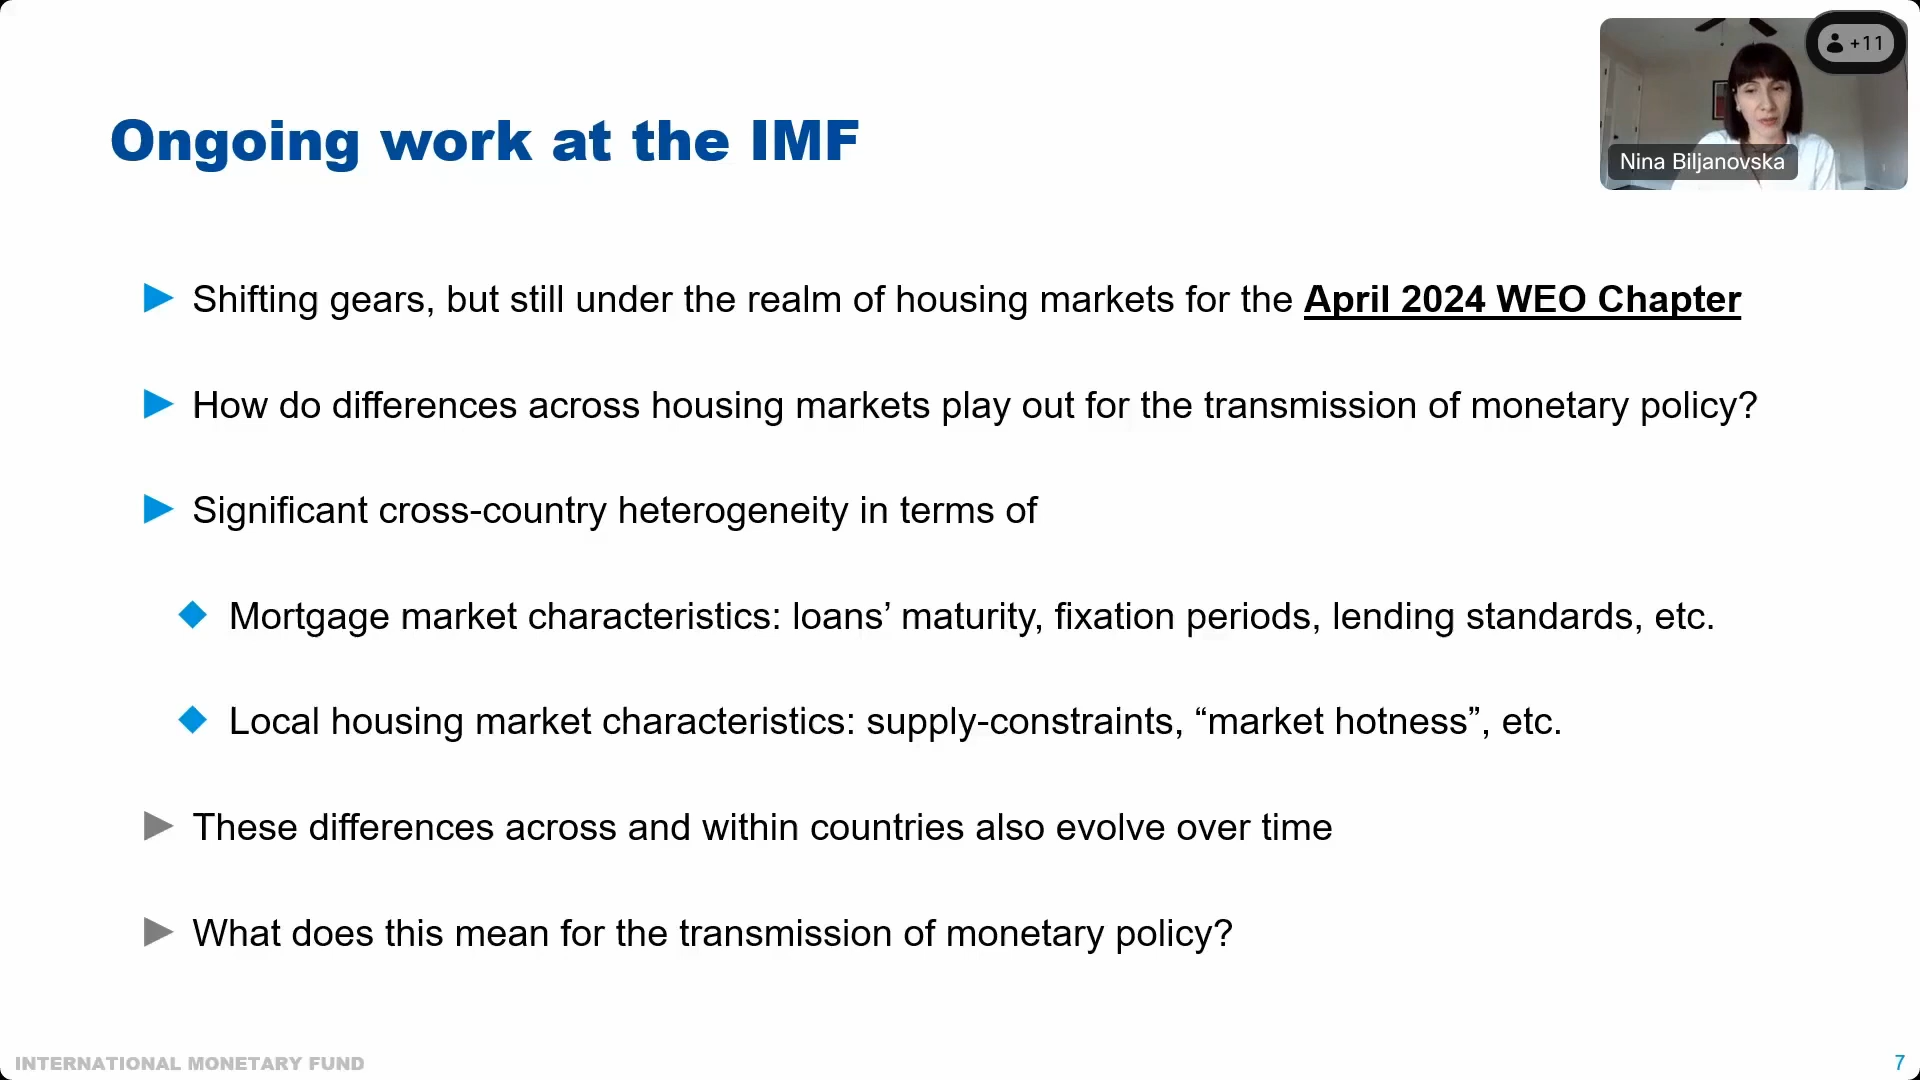 +11
Nina Biljanovska
Ongoing work at the IMF
Shifting gears, but still under the realm of housing markets for the April 2024 WEO Chapter
How do differences across housing markets play out for the transmission of monetary policy?
Significant cross-country heterogeneity in terms of
Mortgage market characteristics: loans’ maturity, fixation periods, lending standards, etc.
Local housing market characteristics: supply-constraints, “market hotness”, etc.
These differences across and within countries also evolve over time
What does this mean for the transmission of monetary policy?
INTERNATIONAL MONETARY FUND
7